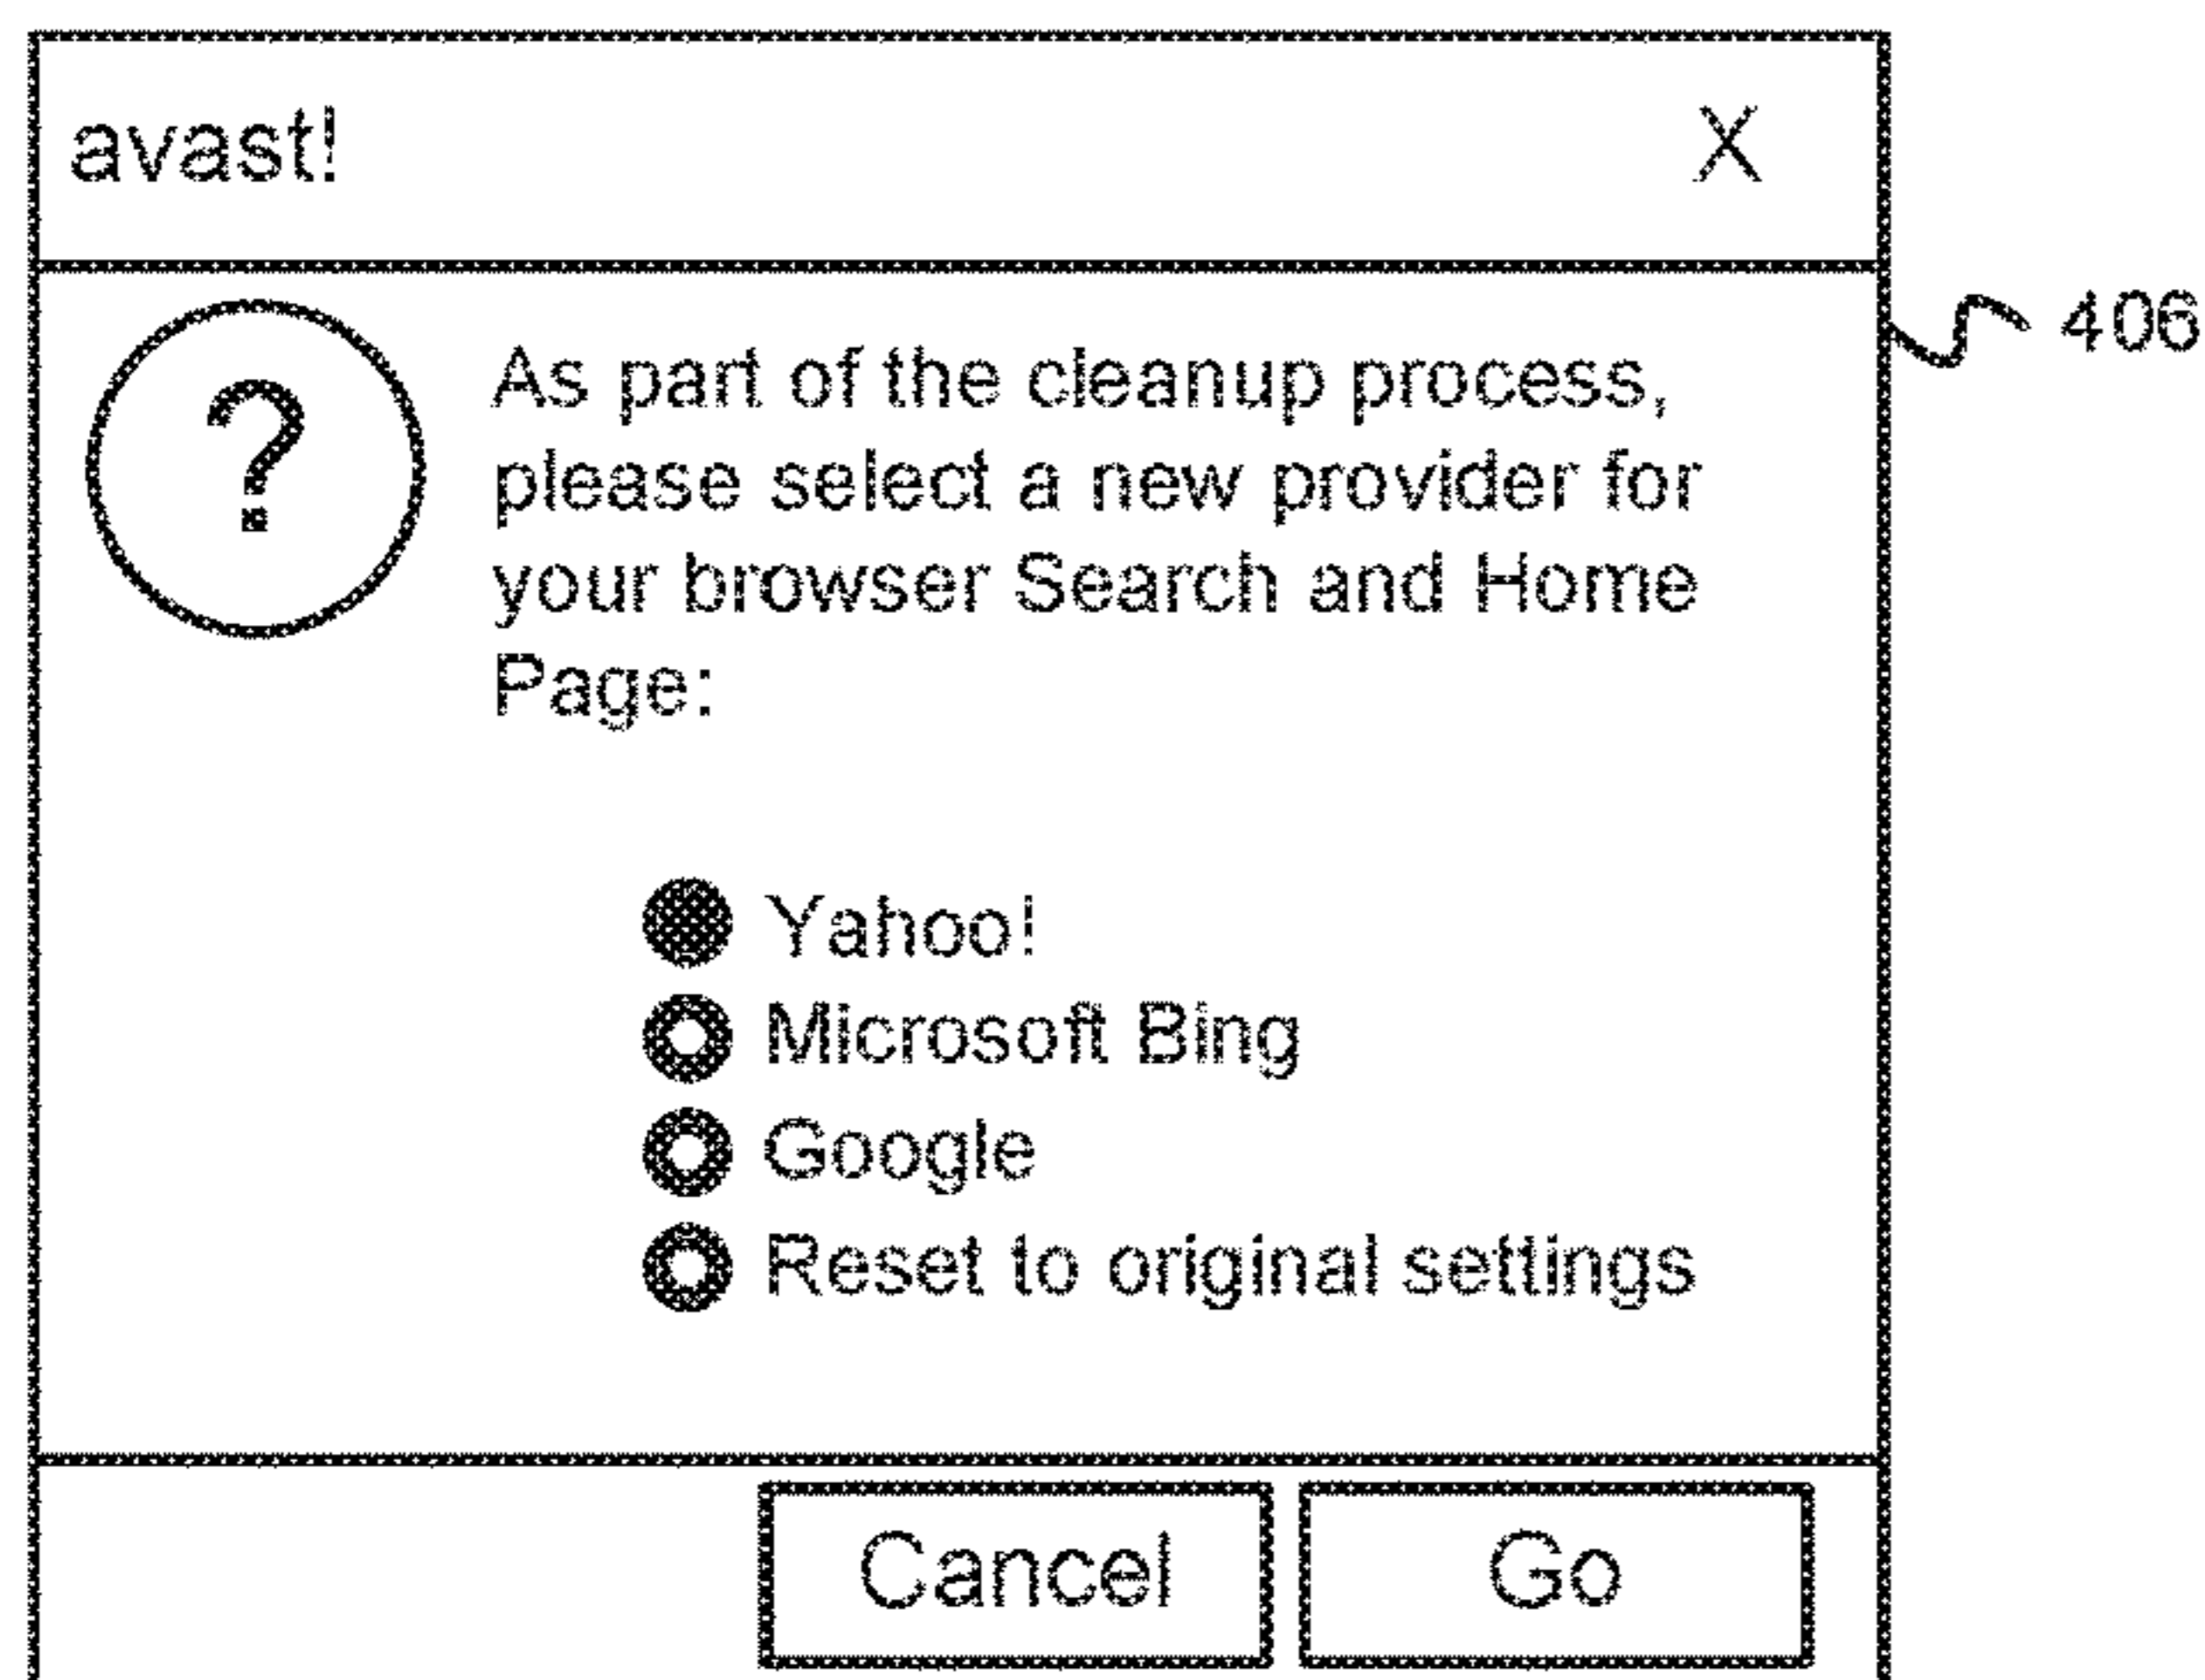 avast! X
406
?
As part of the cleanup process,
please select a new provider for
your browser Search and Home
Page:
Yahoo!
Microsoft Bing
Google
Reset to original settings
Cancel Go